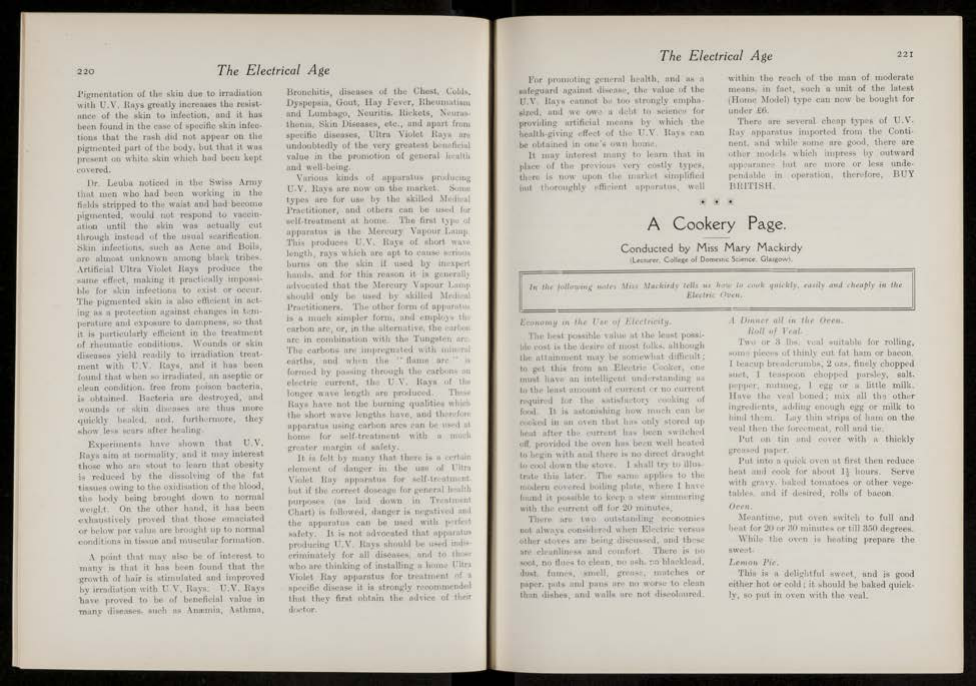 220
The Electrical Age
Pigmentation of the skin due to irradiation
with U.V. Rays greatly increases the resist-
ance of the skin to infection, and it has
been found in the case of specific skin infec-
tions that the rash did not appear on the
pigmented part of the body, but that it was
present on white skin which had been kept
covered.
Dr. Leuba noticed in the Swiss Army
that men who had been working in the
fields stripped to the waist and had become
pigmented, would not respond to vaccin-
ation until the skin was actually cut
through instead of the usual scarification.
Skin infections, such as Acne and Boils,
are almost unknown among black tribes.
Artificial Ultra Violet Rays produce the
same effect, making it practically impossi-
ble for skin infections to exist or occur.
The pigmented skin is also efficient in act-
ing as a protection against changes in tem-
perature and exposure to dampness, so that
it is particularly efficient in the treatment
of rheumatic conditions. Wounds or skin
diseases yield readily to irradiation treat-
ment with U.V. Rays, and it has been
found that when so irradiated, an aseptic or
clean condition, free from poison bacteria,
is obtained. Bacteria are destroyed, and
wounds or skin diseases are thus more
quickly healed, and, furthermore, they
show less scars after healing.
Experiments have shown that U.V.
Rays aim at normality, and it may interest
those who are stout to learn that obesity
is reduced by the dissolving of the fat
tissues owing to the oxidisation of the blood,
the body being brought down to normal
weight. On the other hand, it has been
exhaustively proved that those emaciated
or below par value are brought up to normal
conditions in tissue and muscular formation.
A point that may also be of interest to
many is that it has been found that the
growth of hair is stimulated and improved
by irradiation with U.V. Rays. U.V. Rays
have proved to be of beneficial value in
many diseases, such as Anæmia, Asthma,
Bronchitis, diseases of the Chest, Colds,
Dyspepsia, Gout, Hay Fever, Rheumatism
and Lumbago, Neuritis, Rickets, Neuras-
thenia, Skin Diseases, etc., and apart from
specific diseases, Ultra Violet Rays are
undoubtedly of the very greatest beneficial
value in the promotion of general health
and well-being.
Various kinds of apparatus producing
U.V. Rays are now on the market. Some
types are for use by the skilled Medical
Practitioner, and others can be used for
self-treatment at home. The first type of
apparatus is the Mercury Vapour Lamp.
This produces U.V. Rays of short wave
length, rays which are apt to cause serious
burns on the skin if used by inexpert
hands, and for this reason it is generally
advocated that the Mercury Vapour Lamp
should only be used by skilled Medical
Practitioners. The other form of apparatus
is a much simpler form, and employs the
carbon arc, or, in the alternative, the carbon
arc in combination with the Tungsten arc.
The carbons are impregnated with mineral
earths, and when the "flame arc" is
formed by passing through the carbons an
electric current, the U.V. Rays of the
longer wave length are produced. These
Rays have not the burning qualities which
the short wave lengths have, and therefore
apparatus using carbon arcs can be used at
home for self-treatment with a much
greater margin of safety.
It is felt by many that there is a certain
element of danger in the use of Ultra
Violet Ray apparatus for self-treatment,
but if the correct doseage for general health
purposes (as laid down in Treatment
Chart) is followed, danger is negatived and
the apparatus can be used with perfect
safety. It is not advocated that apparatus
producing U.V. Rays should be used indis-
criminately for all diseases, and to those
who are thinking of installing a home Ultra
Violet Ray apparatus for treatment of a
specific disease it is strongly recommended
that they first obtain the advice of their
doctor.
The Electrical Age
221
For promoting general health, and as a
safeguard against disease, the value of the
U.V. Rays cannot be too strongly empha-
sized, and we owe a debt to science for
providing artificial means by which the
health-giving effect of the U.V. Rays can
be obtained in one's own home.
It may interest many to learn that in
place of the previous very costly types,
there is now upon the market simplified
but thoroughly efficient apparatus, well
within the reach of the man of moderate
means, in fact, such a unit of the latest
(Home Model) type can now be bought for
under £6.
There are several cheap types of U.V.
Ray apparatus imported from the Conti-
nent, and while some are good, there are
other models which impress by outward
appearance but are more or less unde-
pendable in operation, therefore, BUY
BRITISH.
* * *
A Cookery Page.
Conducted by Miss Mary Mackirdy
(Lecturer, College of Domestic Science, Glasgow).
In the following notes Miss Mackirdy tells us how to cook quickly, easily and cheaply in the
Electric Oven.
Economy in the Use of Electricity.
The best possible value at the least possi-
ble cost is the desire of most folks, although
the attainment may be somewhat difficult;
to get this from an Electric Cooker, one
must have an intelligent understanding as
to the least amount of current or no current
required for the satisfactory cooking of
food. It is astonishing how much can be
cooked in an oven that has only stored up
heat after the current has been switched
off, provided the oven has been well heated
to begin with and there is no direct draught
to cool down the stove. I shall try to illus-
trate this later. The same applies to the
modern covered boiling plate, where I have
found it possible to keep a stew simmering
with the current off for 20 minutes.
There are two outstanding economies
not always considered when Electric versus
other stoves are being discussed, and these
are cleanliness and comfort. There is no
soot, no flues to clean, no ash, no blacklead,
dust, fumes, smell, grease, matches or
paper, pots and pans are no worse to clean
than dishes, and walls are not discoloured.
A Dinner all in the Oven.
Roll of Veal.
Two or 3 lbs. veal suitable for rolling,
some pieces of thinly cut fat ham or bacon,
1 teacup breadcrumbs, 2 ozs. finely chopped
suet, 1 teaspoon chopped parsley, salt,
pepper, nutmeg, 1 egg or a little milk.
Have the veal boned; mix all the other
ingredients, adding enough egg or milk to
bind them. Lay thin strips of ham on the
veal then the forcemeat, roll and tie.
Put on tin and cover with a thickly
greased paper.
Put into a quick oven at first then reduce
heat and cook for about 1½ hours. Serve
with gravy, baked tomatoes or other vege-
tables, and if desired, rolls of bacon.
Oven.
Meantime, put oven switch to full and
heat for 20 or 30 minutes or till 350 degrees.
While the oven is heating prepare the
sweet.
Lemon Pie.
This is a delightful sweet, and is good
either hot or cold; it should be baked quick-
ly, so put in oven with the veal.